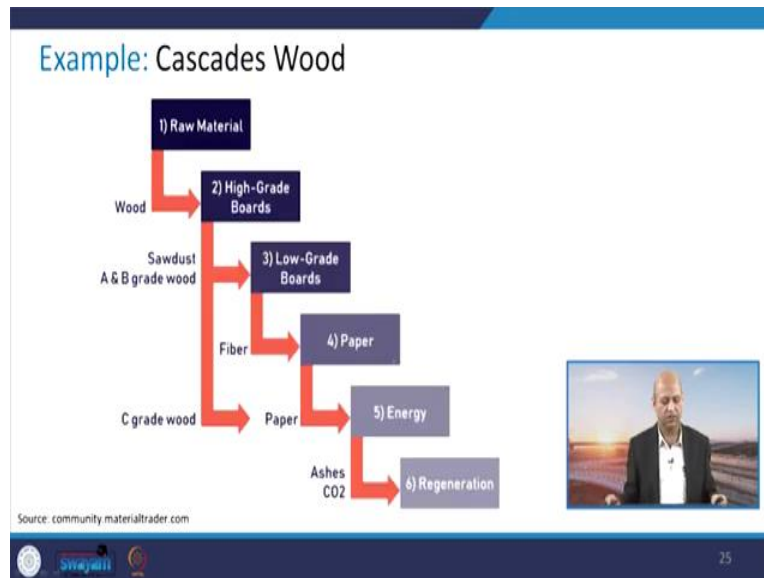 Example: Cascades Wood
1) Raw Material
Wood
2) High-Grade
Boards
Sawdust
A & B grade wood
3) Low-Grade
Boards
Fiber
4) Paper
C grade wood
Paper
5) Energy
Ashes
CO2
6) Regeneration
Source: community.materialtrader.com
swayam
25